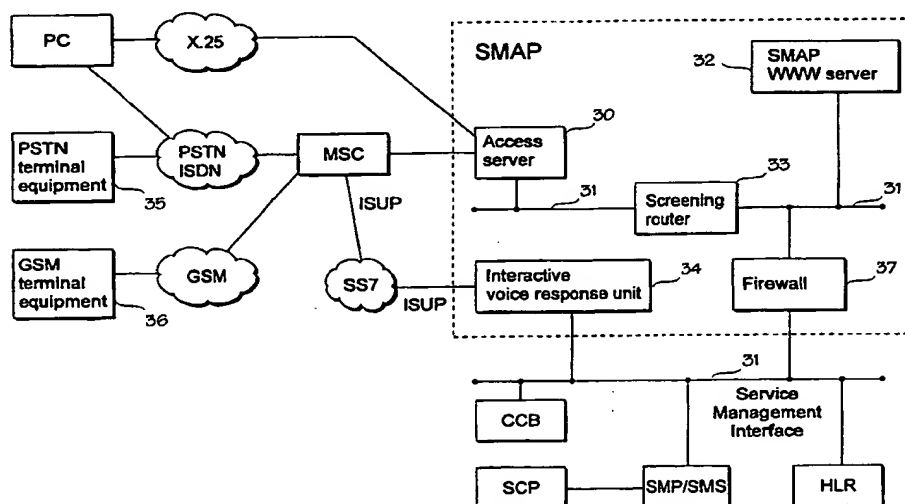 PC
X.25
SMAP
32
SMAP
WWW server
30
Access
server
PSTN
terminal
equipment
35
PSTN
ISDN
MSC
ISUP
31
33
Screening
router
31
GSM
terminal
equipment
36
GSM
SS7
ISUP
Interactive
voice response unit
34
Firewall
37
31
Service
Management
Interface
CCB
SCP
SMP/SMS
HLR